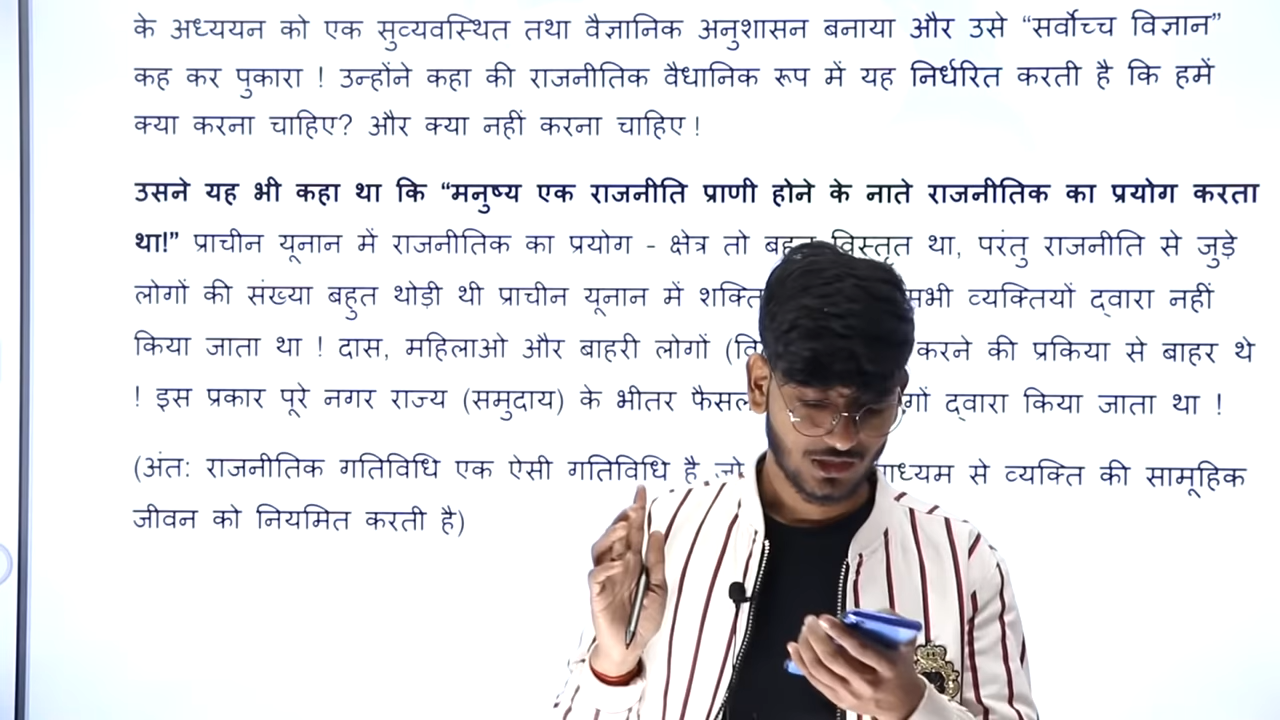 के अध्ययन को एक सुव्यवस्थित तथा वैज्ञानिक अनुशासन बनाया और उसे “सर्वोच्च विज्ञान”
कह कर पुकारा ! उन्होंने कहा की राजनीतिक वैधानिक रूप में यह निर्धरित करती है कि हमें
क्या करना चाहिए? और क्या नहीं करना चाहिए !
उसने यह भी कहा था कि “मनुष्य एक राजनीति प्राणी होने के नाते राजनीतिक का प्रयोग करता
था!” प्राचीन यूनान में राजनीतिक का प्रयोग - क्षेत्र तो बहुत विस्तृत था, परंतु राजनीति से जुड़े
लोगों की संख्या बहुत थोड़ी थी प्राचीन यूनान में शक्ति सभी व्यक्तियों द्वारा नहीं
किया जाता था ! दास, महिलाओ और बाहरी लोगों करने की प्रकिया से बाहर थे
! इस प्रकार पूरे नगर राज्य (समुदाय) के भीतर द्वारा किया जाता था !
(अंत: राजनीतिक गतिविधि एक ऐसी गतिविधि है जो माध्यम से व्यक्ति की सामूहिक
जीवन को नियमित करती है)